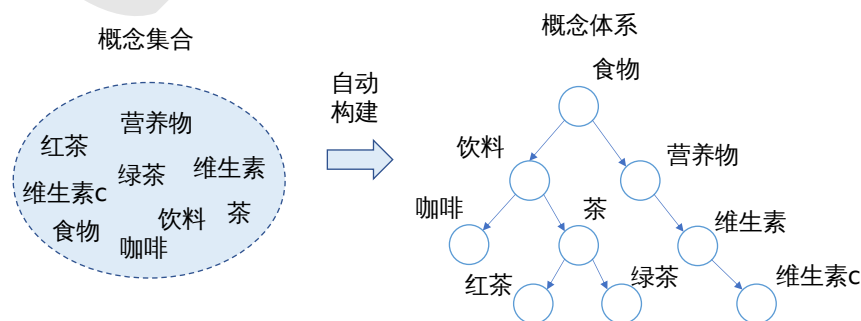 概念集合
概念体系
自动
构建
营养物
红茶
绿茶
维生素
维生素c
茶
饮料
食物
咖啡
食物
饮料
营养物
咖啡
茶
维生素
红茶
绿茶
维生素c